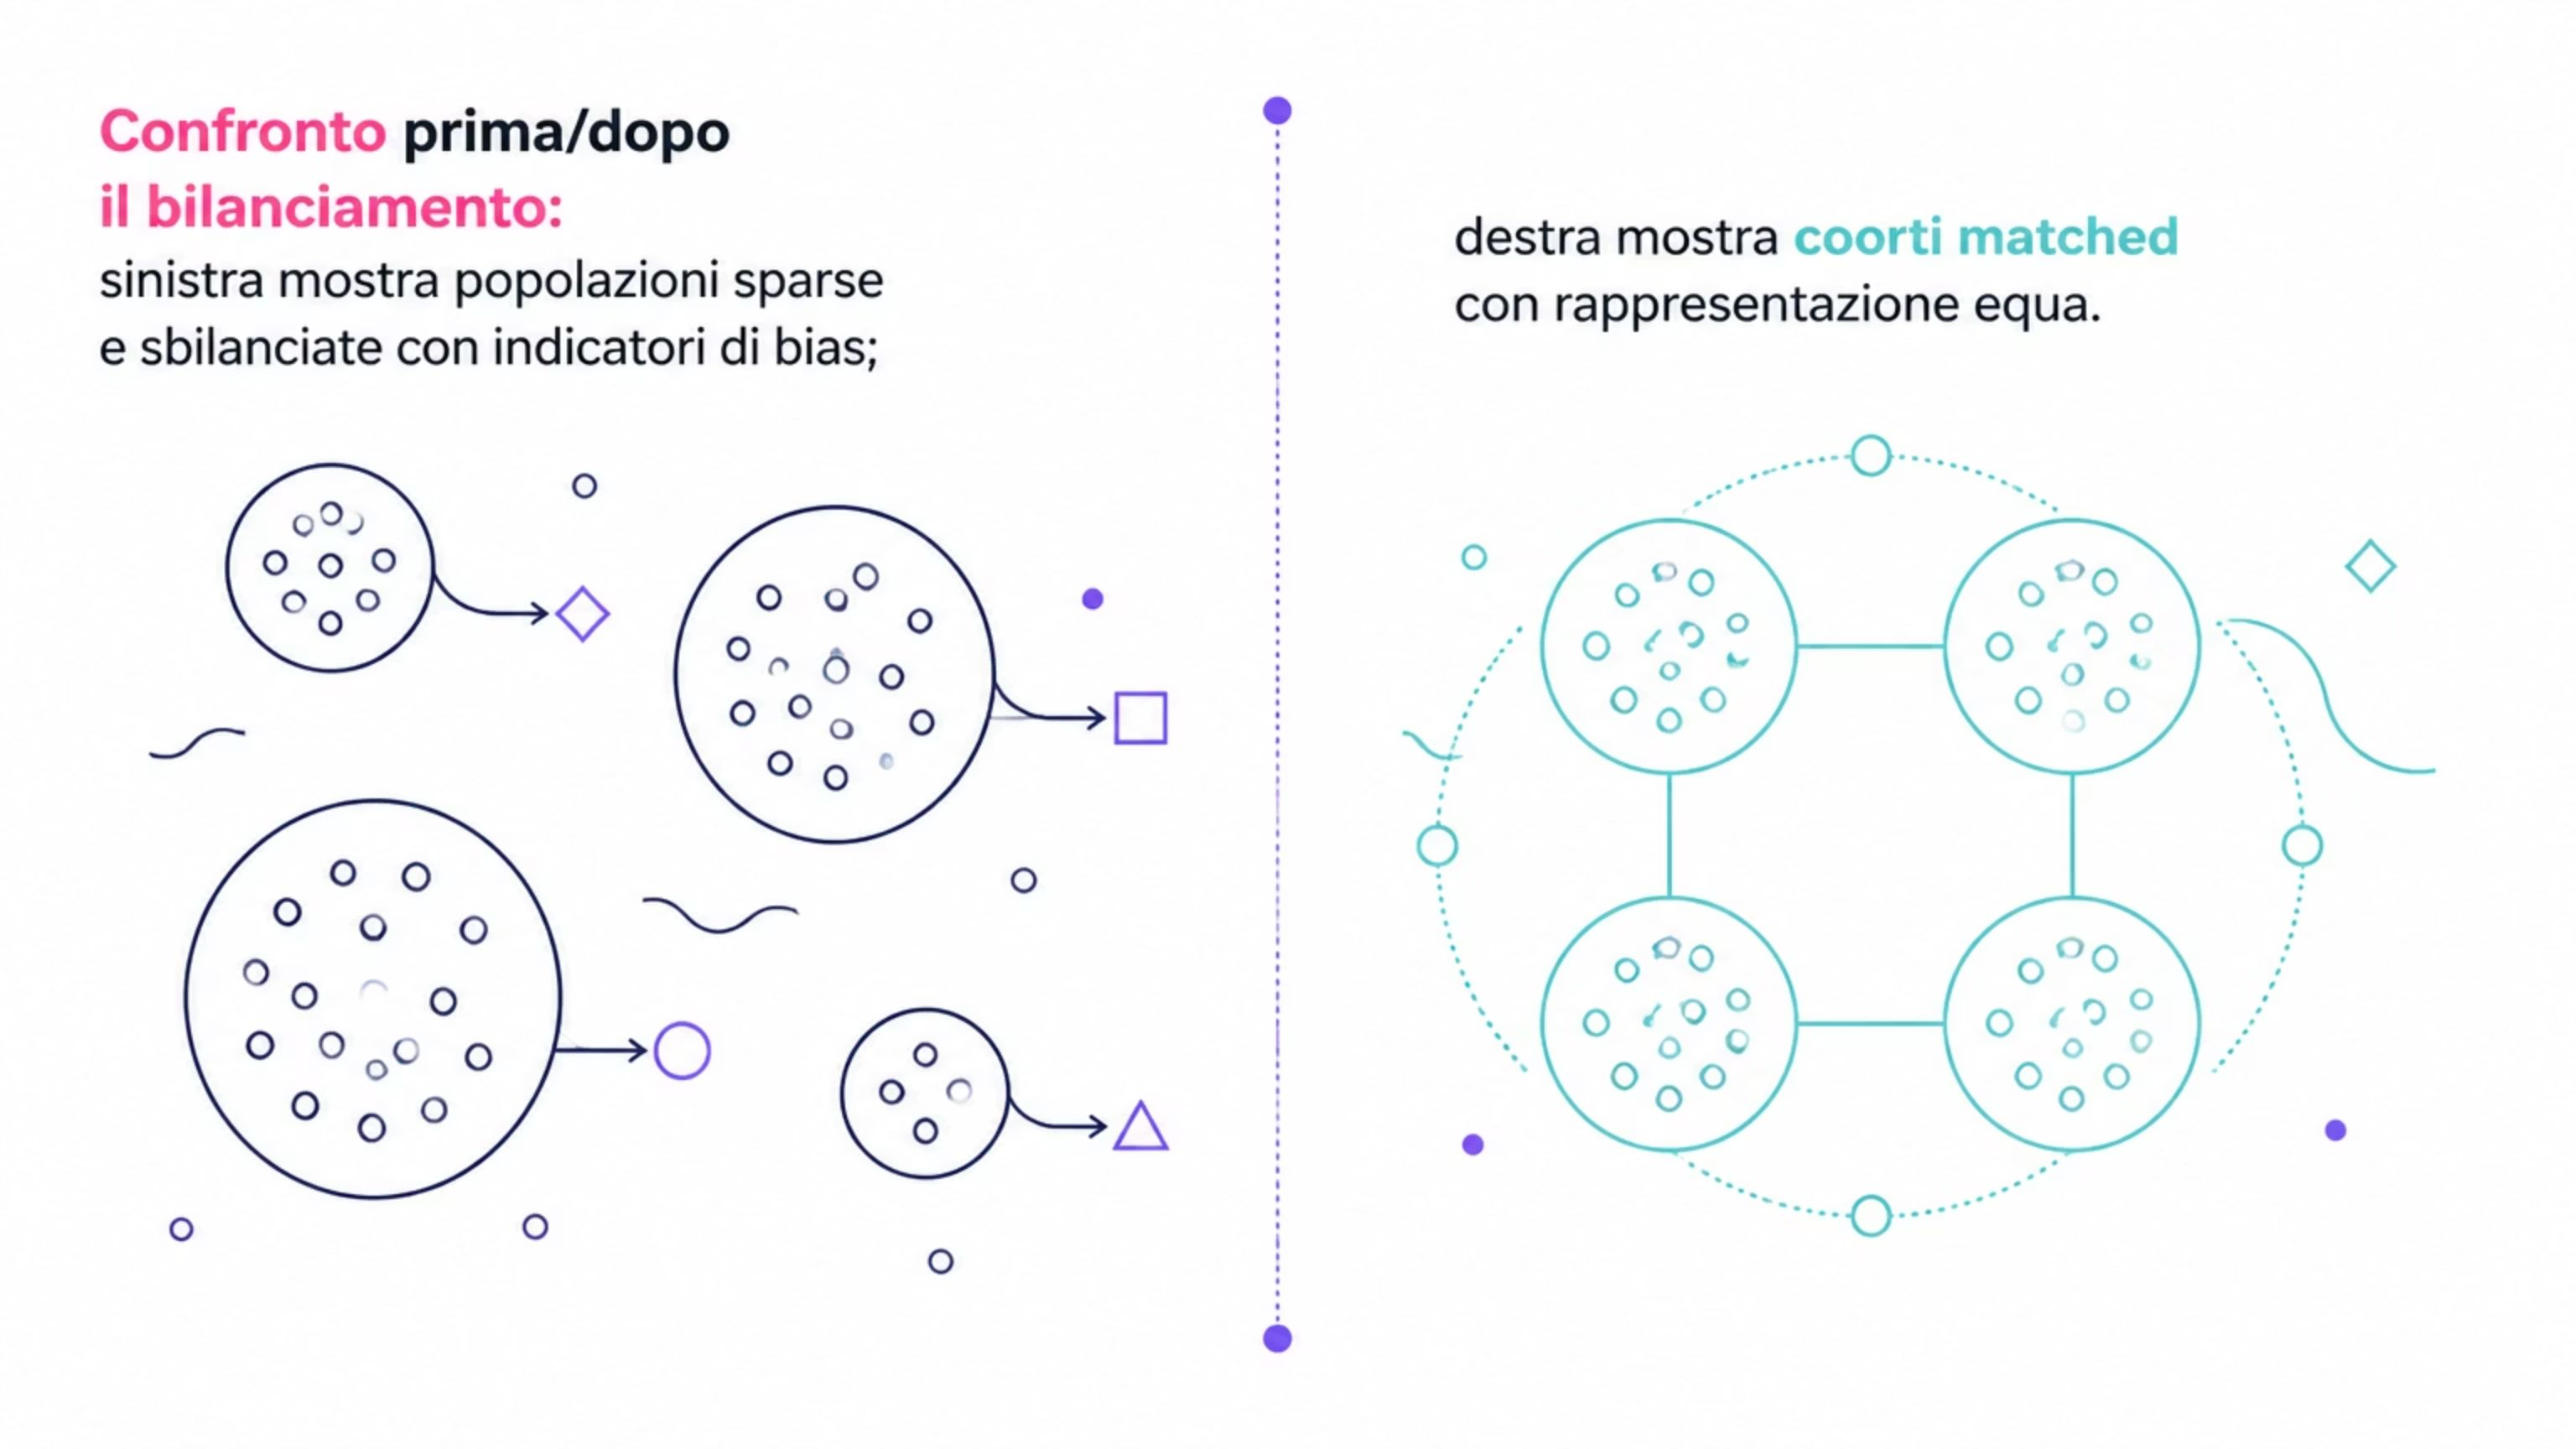 Confronto prima/dopo
il bilanciamento:
sinistra mostra popolazioni sparse
e sbilanciate con indicatori di bias;
destra mostra coorti matched
con rappresentazione equa.